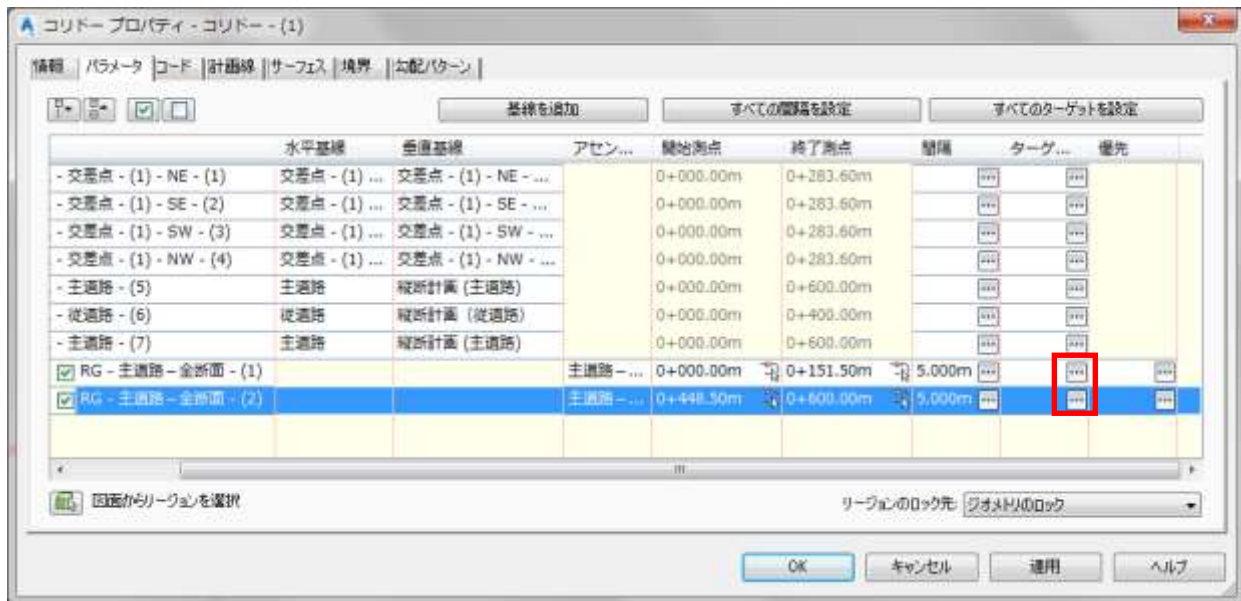 コリドー プロパティ - コリドー - (1)
情報 パラメータ コード 計画線 サーフェス 境界 勾配パターン
基線を追加 すべての間隔を設定 すべてのターゲットを設定
水平基線 垂直基線 アセン... 開始測点 終了測点 間隔 ターゲ... 優先
- 交差点 - (1) - NE - (1) 交差点 - (1) ... 交差点 - (1) - NE - ... 0+000.00m 0+283.60m
- 交差点 - (1) - SE - (2) 交差点 - (1) ... 交差点 - (1) - SE - ... 0+000.00m 0+283.60m
- 交差点 - (1) - SW - (3) 交差点 - (1) ... 交差点 - (1) - SW - ... 0+000.00m 0+283.60m
- 交差点 - (1) - NW - (4) 交差点 - (1) ... 交差点 - (1) - NW - ... 0+000.00m 0+283.60m
- 主道路 - (5) 主道路 縦断計画 (主道路) 0+000.00m 0+600.00m
- 従道路 - (6) 従道路 縦断計画（従道路） 0+000.00m 0+400.00m
- 主道路 - (7) 主道路 縦断計画 (主道路) 0+000.00m 0+600.00m
RG - 主道路 – 全断面 - (1) 主道路 – ... 0+000.00m 0+151.50m 5.000m
RG - 主道路 – 全断面 - (2) 主道路 – ... 0+448.50m 0+600.00m 5.000m
図面からリージョンを選択 リージョンのロック先: ジオメトリのロック
OK キャンセル 適用 ヘルプ